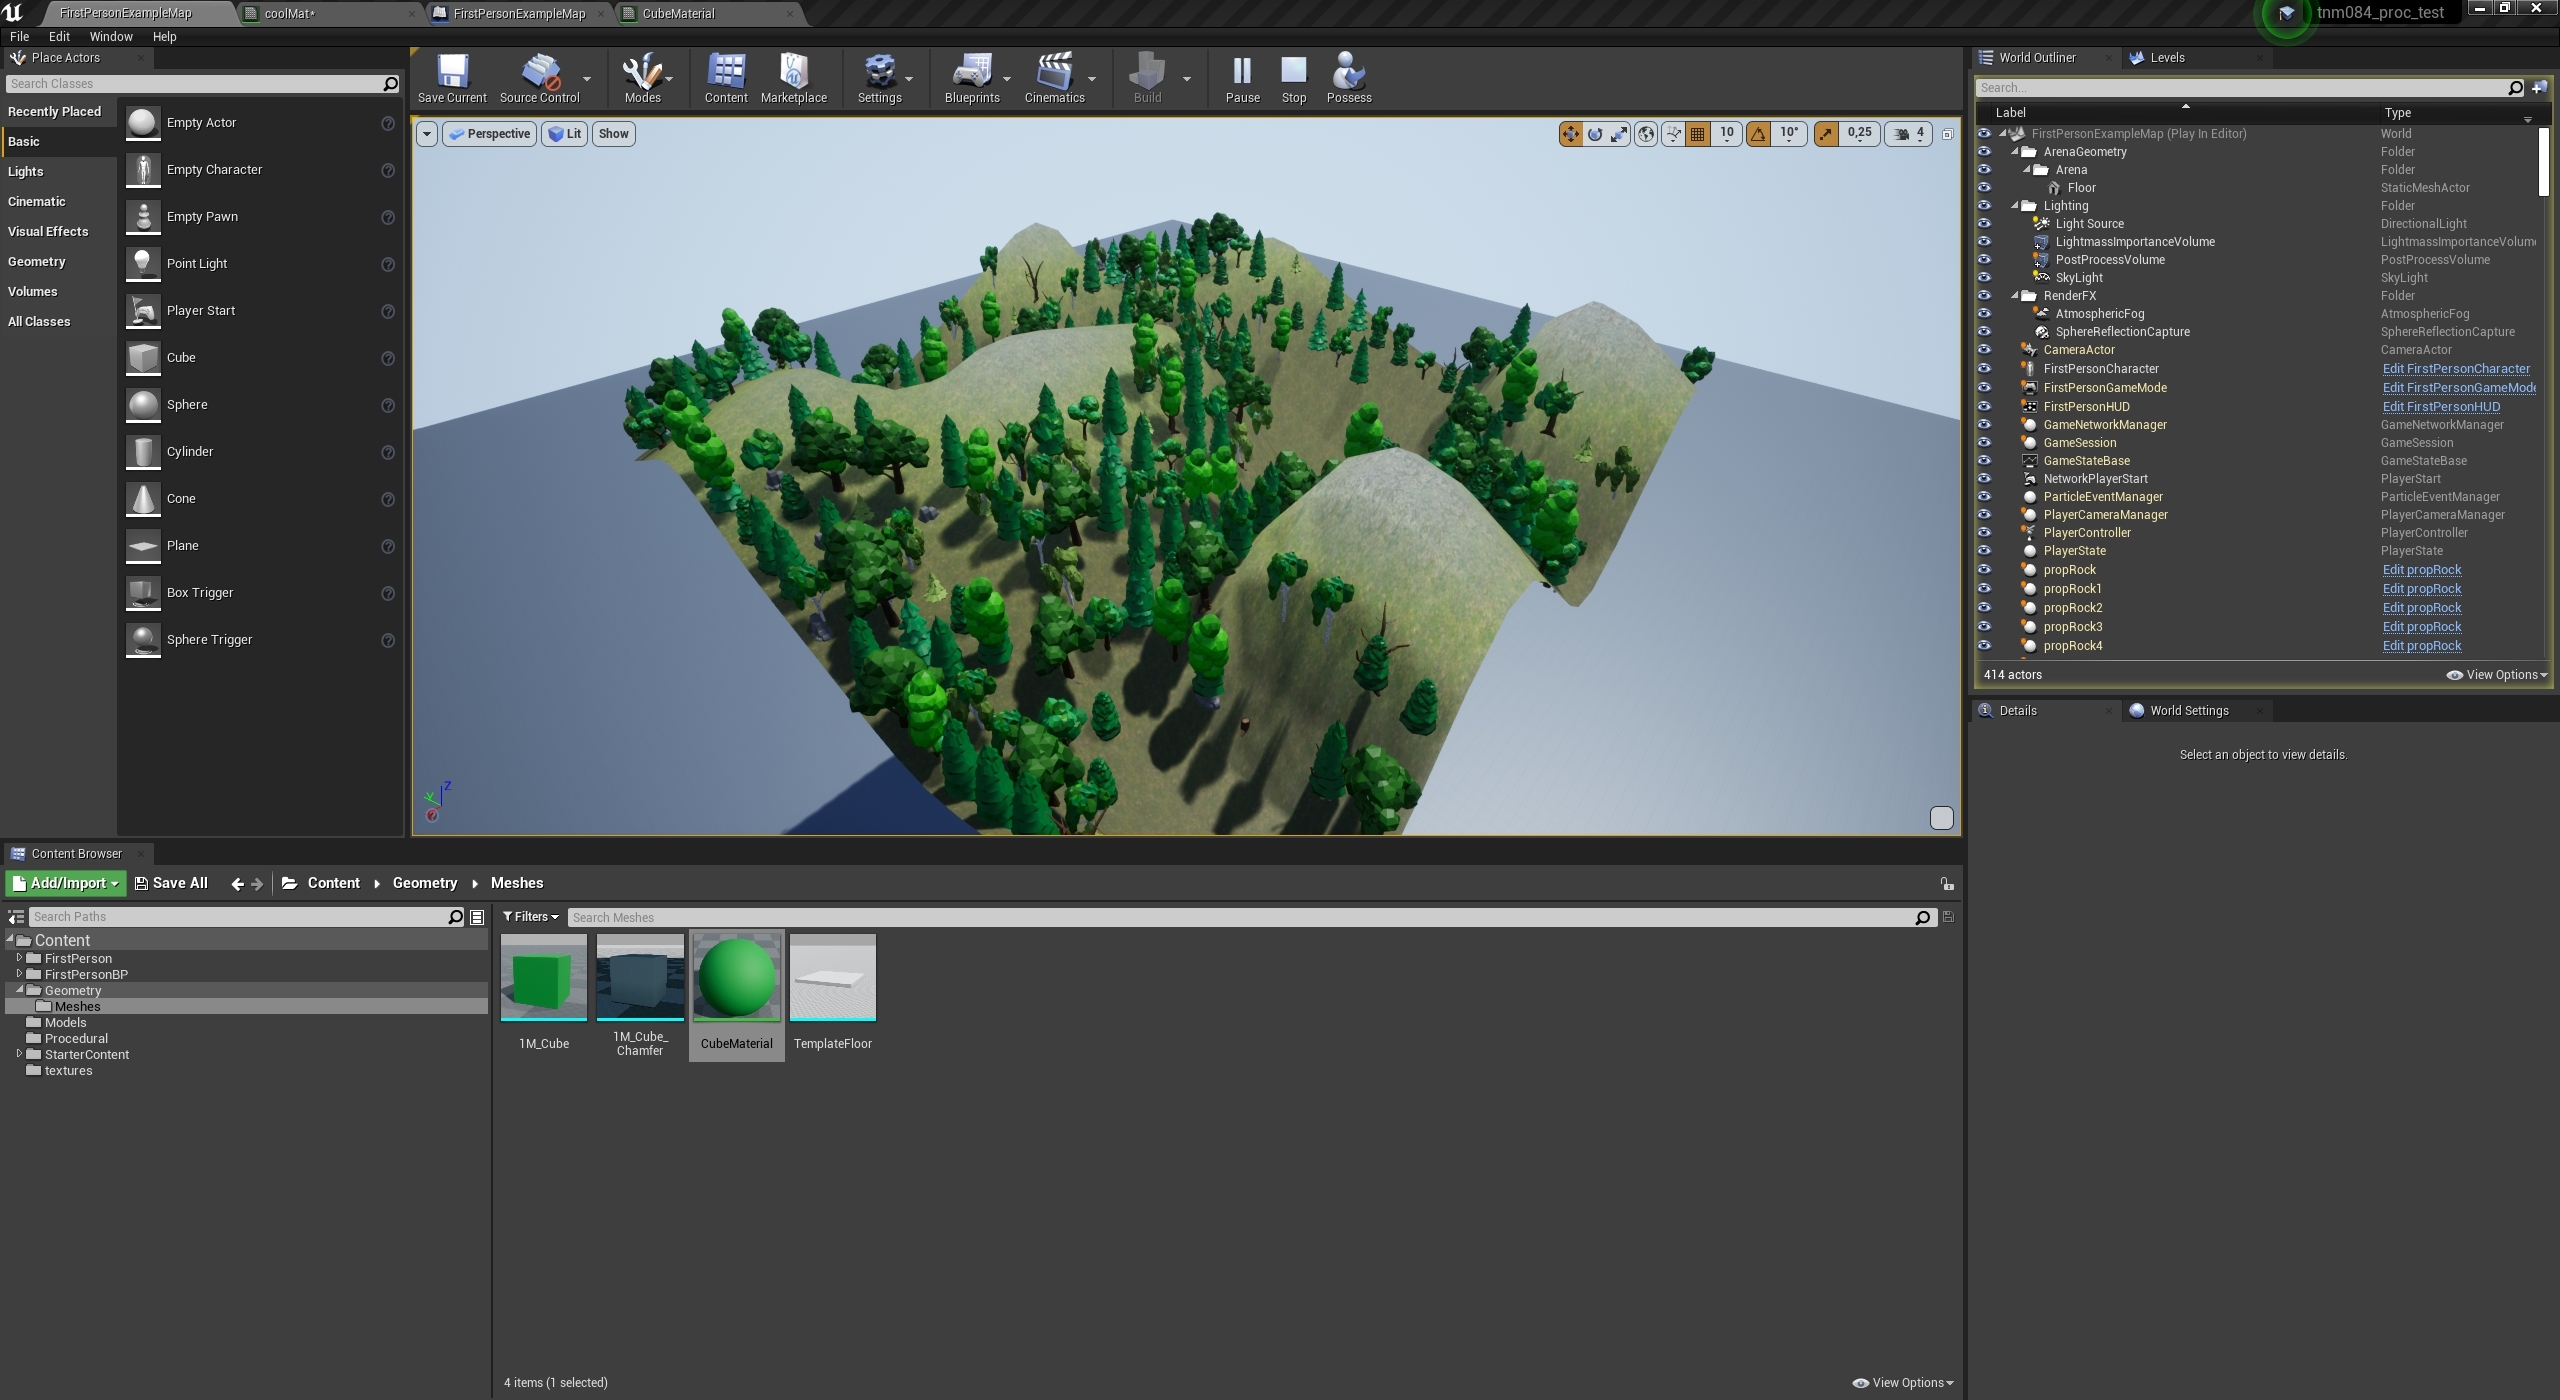 FirstPersonExampleMap
coolMat*
FirstPersonExampleMap
CubeMaterial
tnm084_proc_test
File Edit Window Help
Place Actors
Search Classes
Recently Placed
Basic
Lights
Cinematic
Visual Effects
Geometry
Volumes
All Classes
Empty Actor
Empty Character
Empty Pawn
Point Light
Player Start
Cube
Sphere
Cylinder
Cone
Plane
Box Trigger
Sphere Trigger
Save Current
Source Control
Modes
Content
Marketplace
Settings
Blueprints
Cinematics
Build
Pause
Stop
Possess
Perspective
Lit
Show
10
10°
0,25
4
Z
Y
World Outliner
Levels
Search...
Label Type
FirstPersonExampleMap (Play In Editor) World
ArenaGeometry Folder
Arena Folder
Floor StaticMeshActor
Lighting Folder
Light Source DirectionalLight
LightmassImportanceVolume LightmassImportanceVolum
PostProcessVolume PostProcessVolume
SkyLight SkyLight
RenderFX Folder
AtmosphericFog AtmosphericFog
SphereReflectionCapture SphereReflectionCapture
CameraActor CameraActor
FirstPersonCharacter Edit FirstPersonCharacter
FirstPersonGameMode Edit FirstPersonGameMode
FirstPersonHUD Edit FirstPersonHUD
GameNetworkManager GameNetworkManager
GameSession GameSession
GameStateBase GameStateBase
NetworkPlayerStart PlayerStart
ParticleEventManager ParticleEventManager
PlayerCameraManager PlayerCameraManager
PlayerController PlayerController
PlayerState PlayerState
propRock Edit propRock
propRock1 Edit propRock
propRock2 Edit propRock
propRock3 Edit propRock
propRock4 Edit propRock
414 actors
View Options
Details
World Settings
Select an object to view details.
Content Browser
Add/Import
Save All
Content
Geometry
Meshes
Search Paths
Content
FirstPerson
FirstPersonBP
Geometry
Meshes
Models
Procedural
StarterContent
textures
Filters
Search Meshes
1M_Cube
1M_Cube_
Chamfer
CubeMaterial
TemplateFloor
4 items (1 selected)
View Options